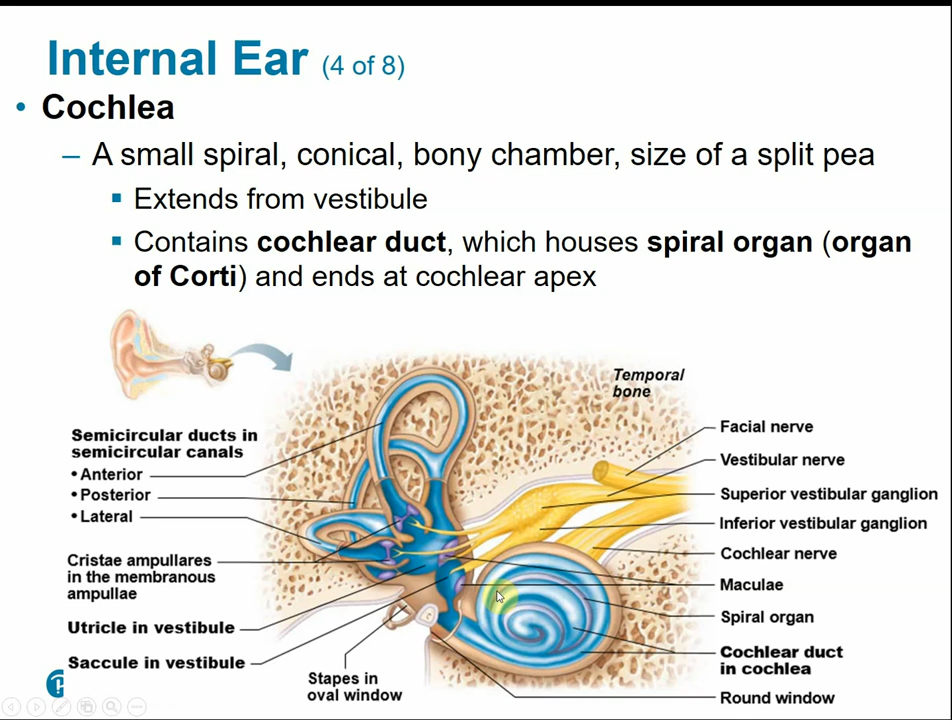 Internal Ear (4 of 8)
• Cochlea
– A small spiral, conical, bony chamber, size of a split pea
▪ Extends from vestibule
▪ Contains cochlear duct, which houses spiral organ (organ
of Corti) and ends at cochlear apex
Temporal
bone
Semicircular ducts in
semicircular canals
• Anterior
• Posterior
• Lateral
Cristae ampullares
in the membranous
ampullae
Utricle in vestibule
Saccule in vestibule
Stapes in
oval window
Facial nerve
Vestibular nerve
Superior vestibular ganglion
Inferior vestibular ganglion
Cochlear nerve
Maculae
Spiral organ
Cochlear duct
in cochlea
Round window